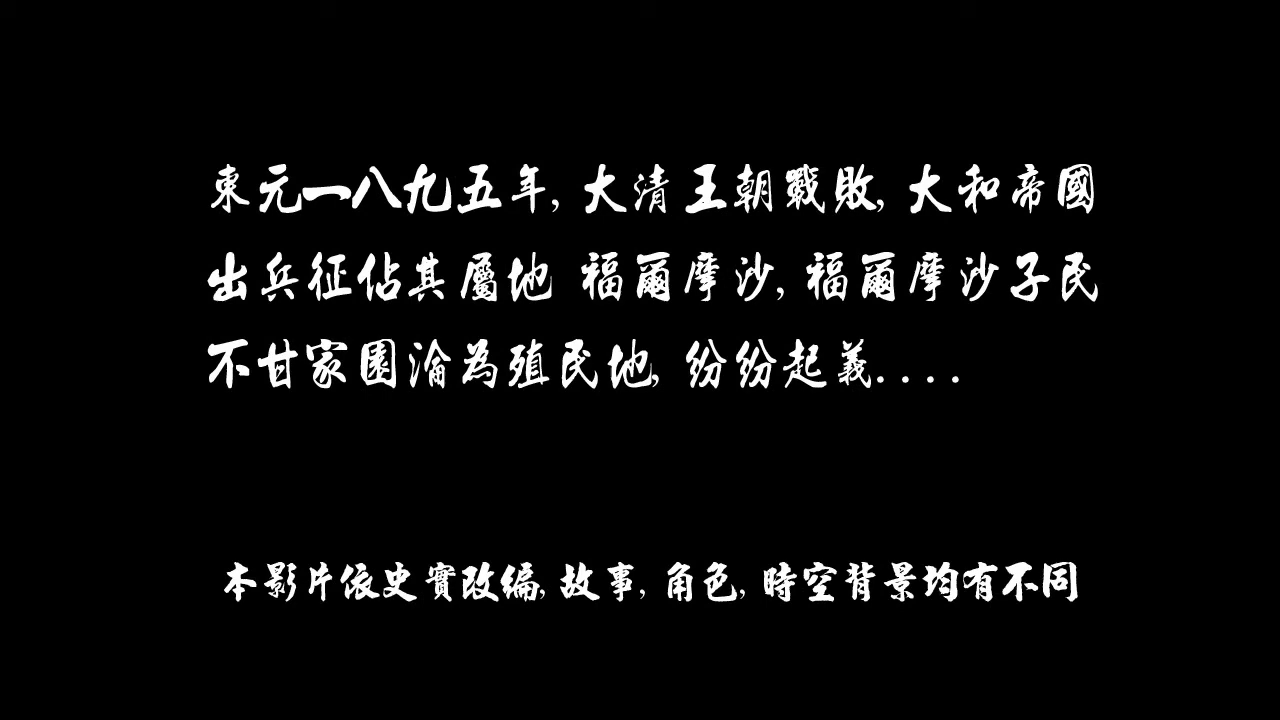 東元一八九五年, 大清王朝戰敗, 大和帝國
出兵征佔其屬地 福爾摩沙, 福爾摩沙子民
不甘家園淪為殖民地, 紛紛起義....
本影片依史實改編, 故事, 角色, 時空背景均有不同